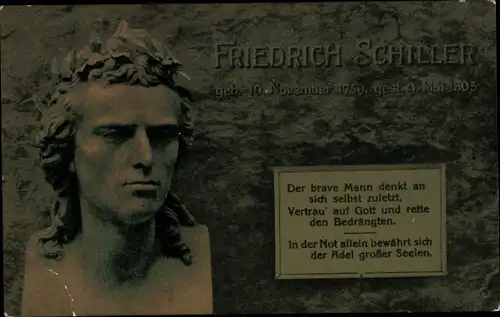 FRIEDRICH SCHILLER
geb. 10. November 1759, gest. 9. Mai 1805
Der brave Mann denkt an
sich selbst zuletzt,
Vertrau' auf Gott und rette
den Bedrängten.
In der Not allein bewährt sich
der Adel großer Seelen.